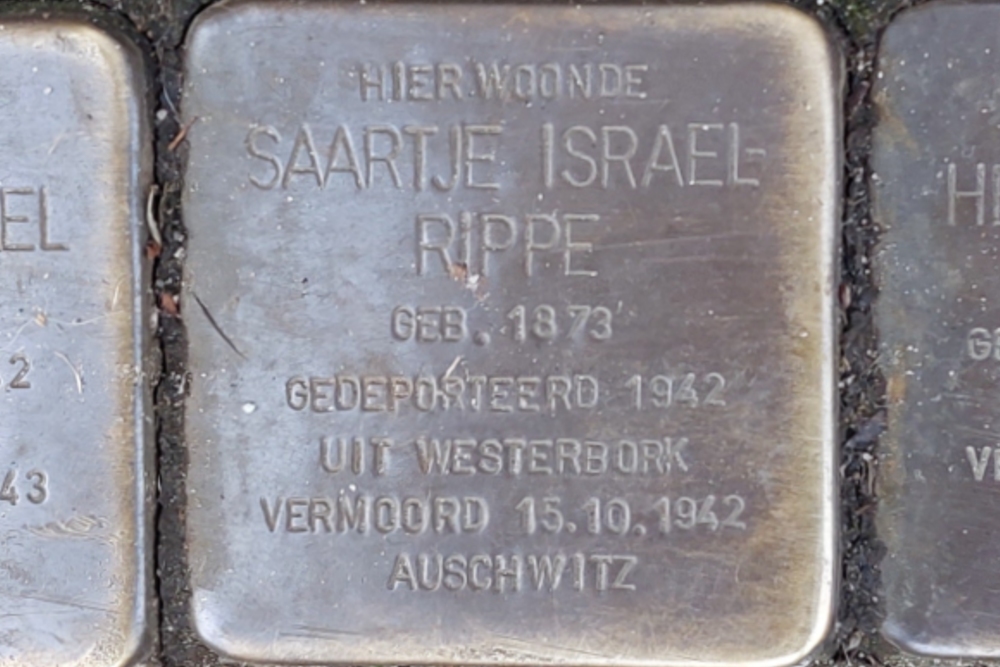 HIER WOONDE
SAARTJE ISRAEL-
RIPPE
GEB. 1873
GEDEPORTEERD 1942
UIT WESTERBORK
VERMOORD 15.10.1942
AUSCHWITZ